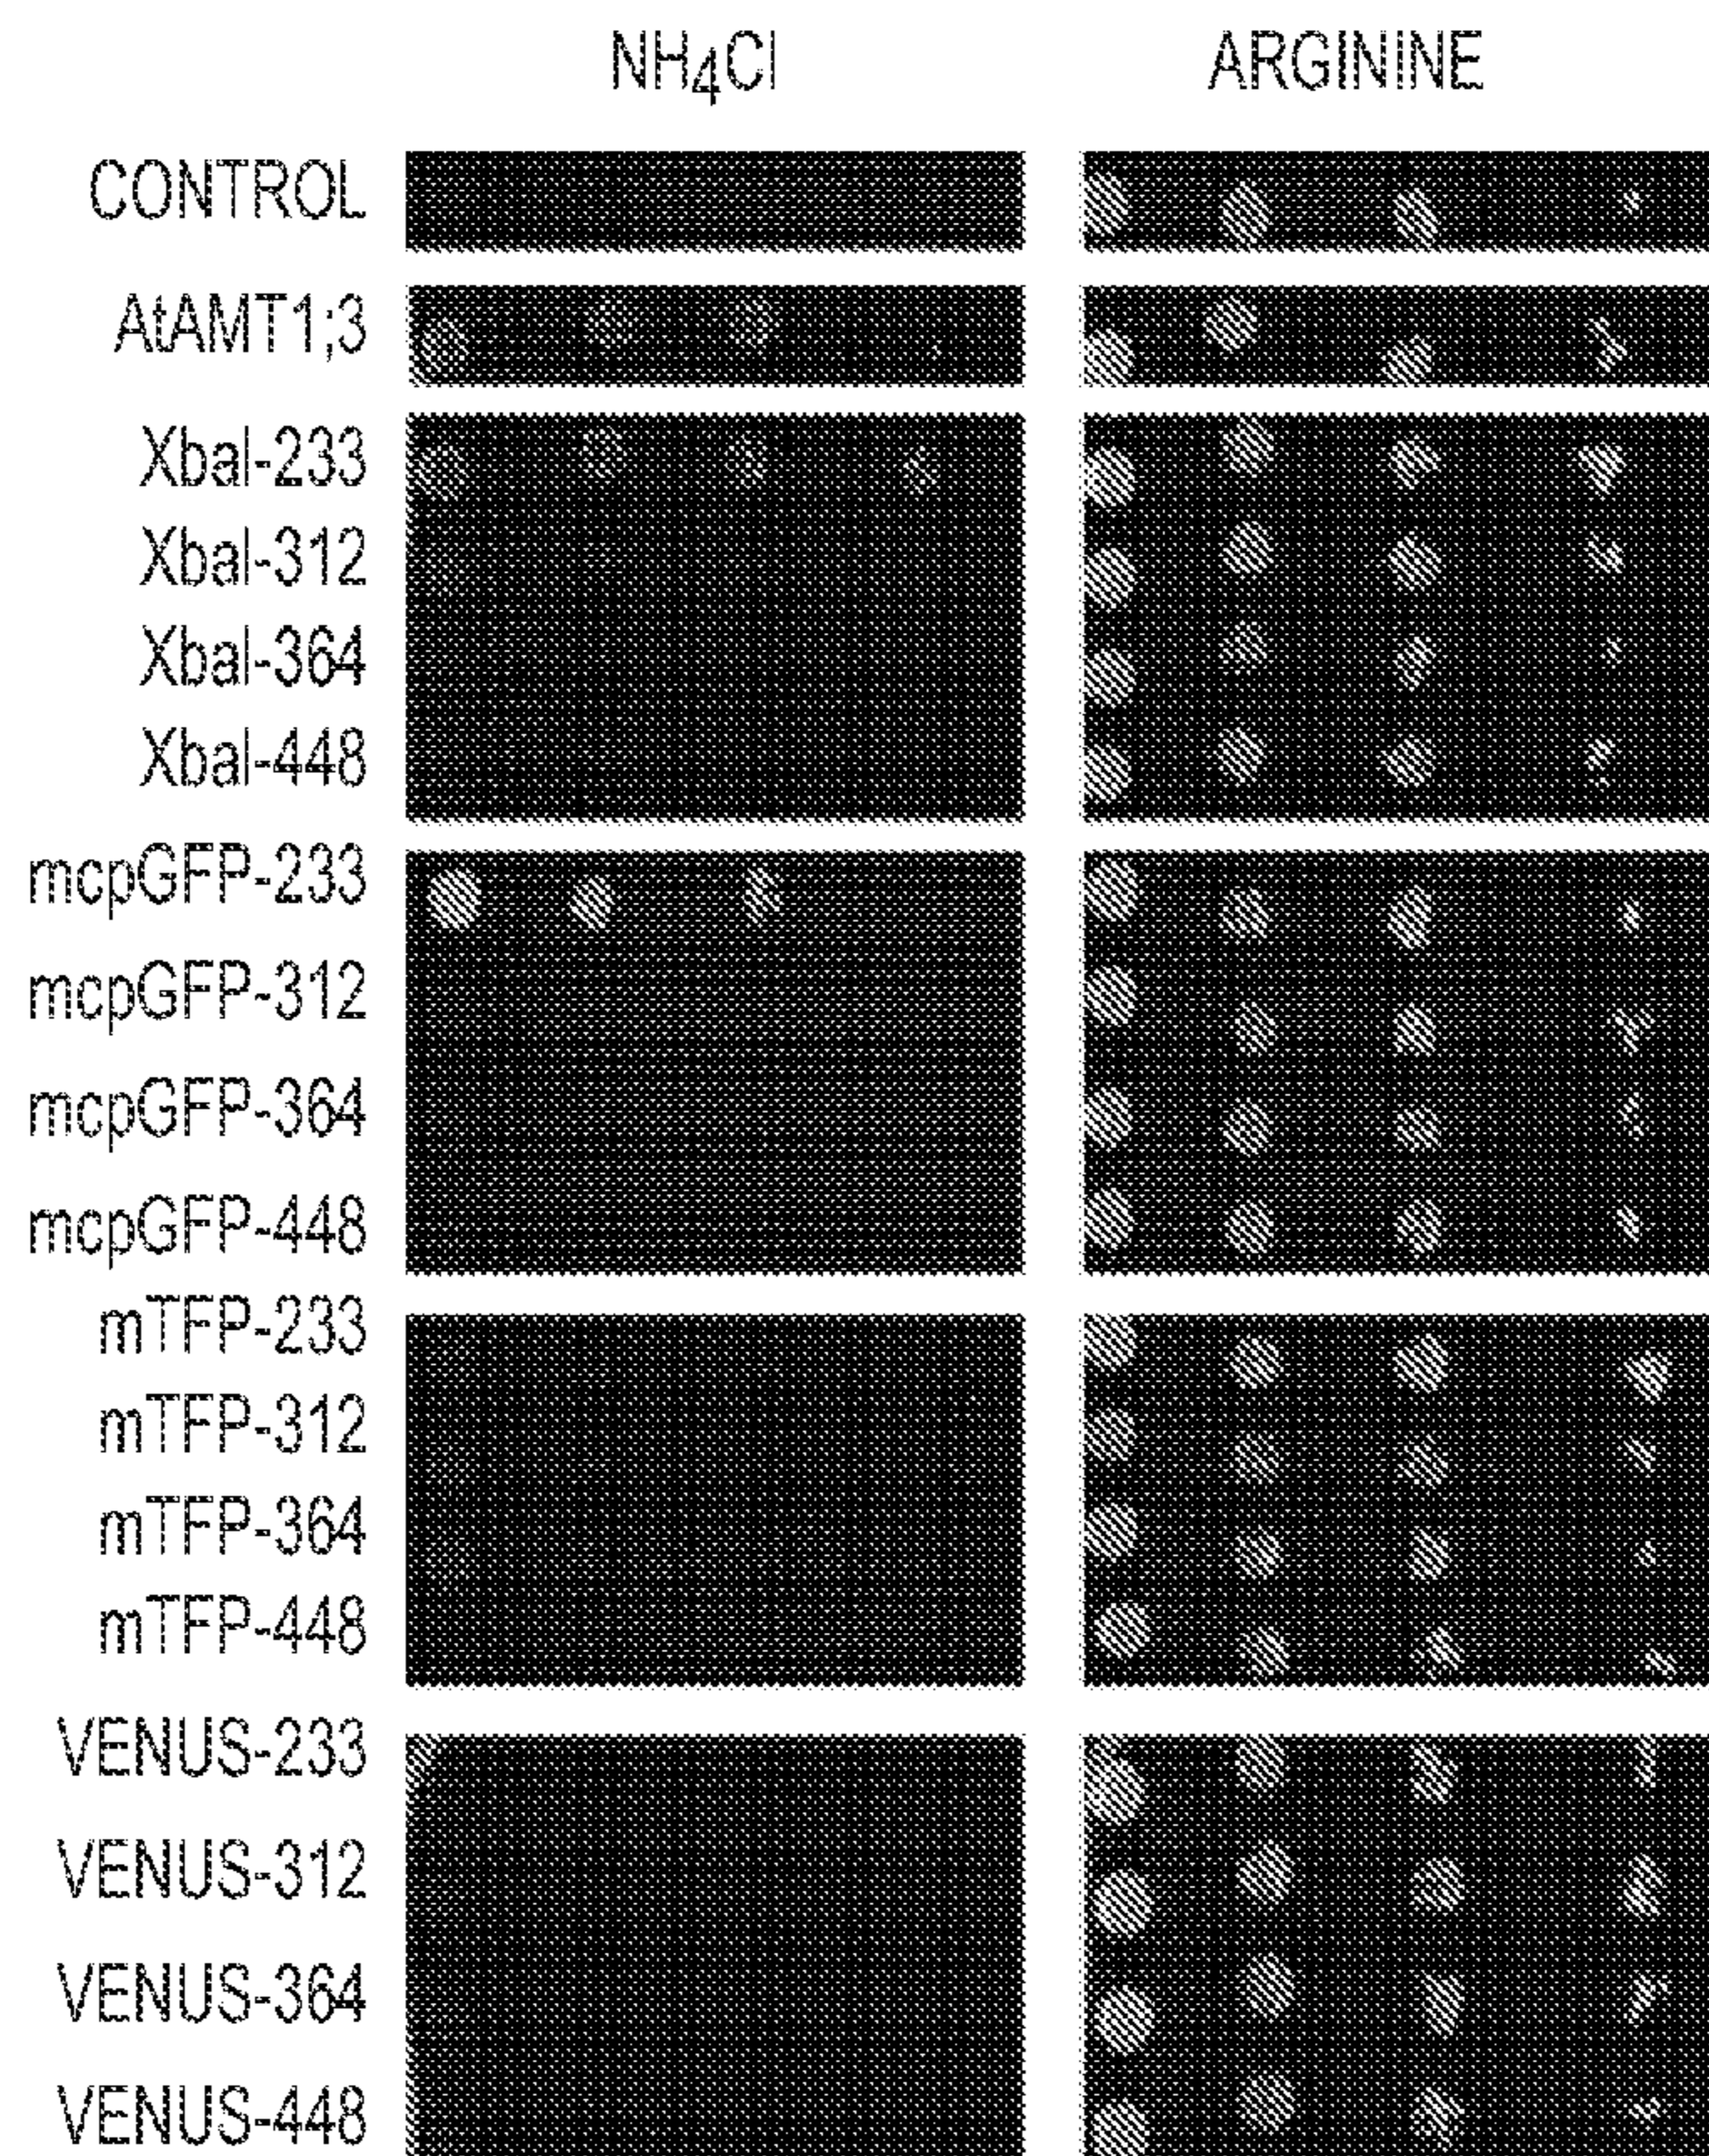 NH4Cl ARGININE
CONTROL
AtAMT1;3
XbaI-233
XbaI-312
XbaI-364
XbaI-448
mcpGFP-233
mcpGFP-312
mcpGFP-364
mcpGFP-448
mTFP-233
mTFP-312
mTFP-364
mTFP-448
VENUS-233
VENUS-312
VENUS-364
VENUS-448